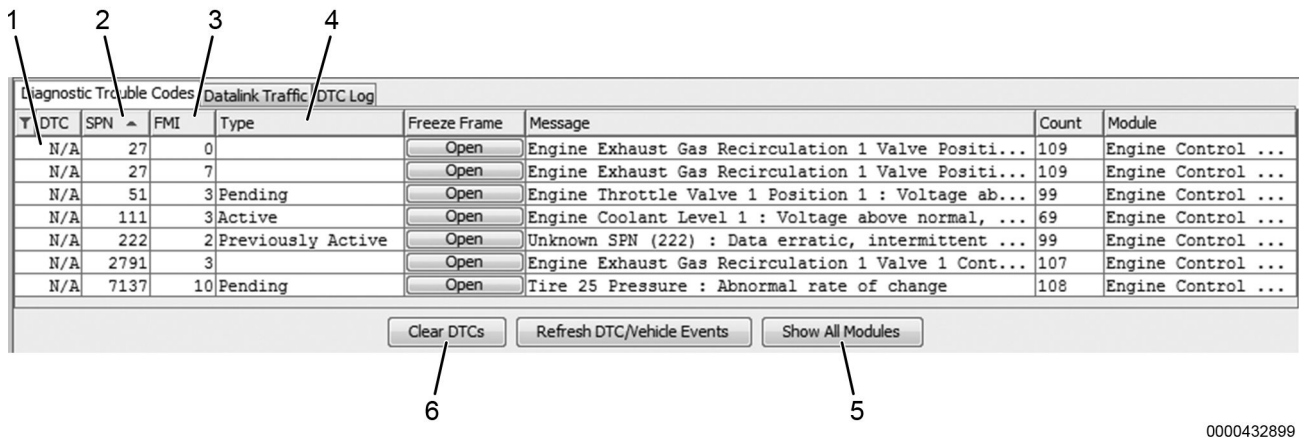 1 2 3 4
Diagnostic Trouble Codes Datalink Traffic DTC Log
DTC SPN FMI Type Freeze Frame Message Count Module
N/A 27 0 Open Engine Exhaust Gas Recirculation 1 Valve Positi... 109 Engine Control ...
N/A 27 7 Open Engine Exhaust Gas Recirculation 1 Valve Positi... 109 Engine Control ...
N/A 51 3 Pending Open Engine Throttle Valve 1 Position 1 : Voltage ab... 99 Engine Control ...
N/A 111 3 Active Open Engine Coolant Level 1 : Voltage above normal, ... 69 Engine Control ...
N/A 222 2 Previously Active Open Unknown SPN (222) : Data erratic, intermittent ... 99 Engine Control ...
N/A 2791 3 Open Engine Exhaust Gas Recirculation 1 Valve 1 Cont... 107 Engine Control ...
N/A 7137 10 Pending Open Tire 25 Pressure : Abnormal rate of change 108 Engine Control ...
Clear DTCs Refresh DTC/Vehicle Events Show All Modules
6 5
0000432899